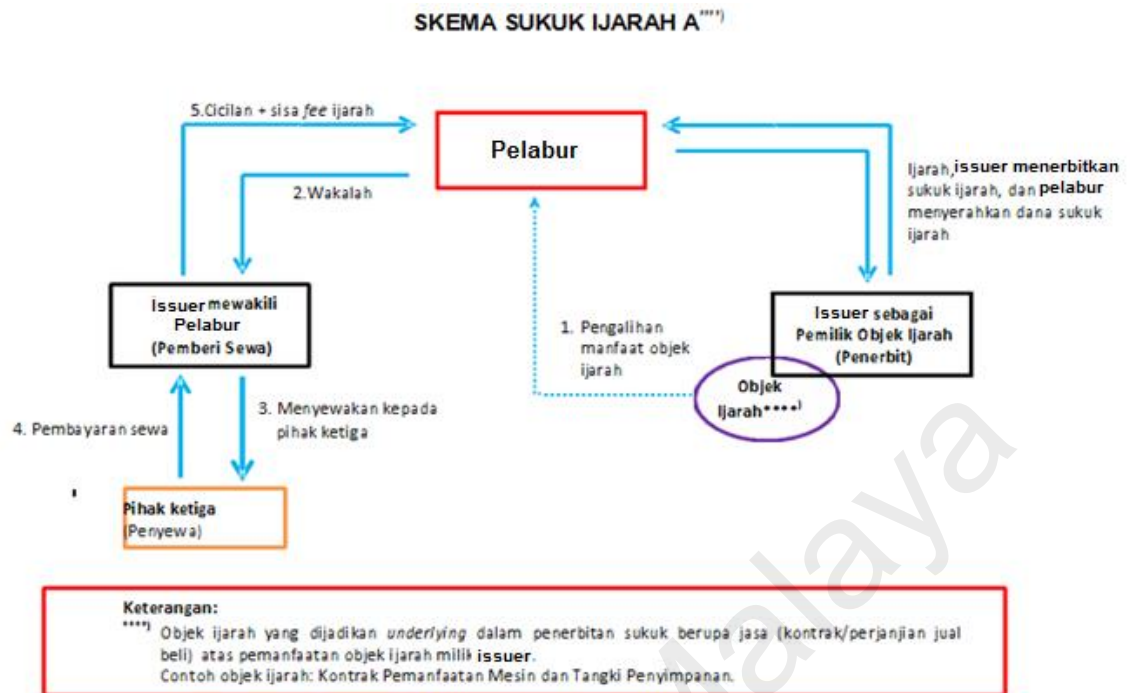 SKEMA SUKUK IJARAH A****)
5.Cicilan + sisa fee ijarah
Pelabur
2.Wakalah
Ijarah,issuer menerbitkan
sukuk ijarah, dan pelabur
menyerahkan dana sukuk
ijarah
Issuer mewakili
Pelabur
(Pemberi Sewa)
1. Pengalihan
manfaat objek
ijarah
Issuer sebagai
Pemilik Objek Ijarah
(Penerbit)
Objek
Ijarah****)
4. Pembayaran sewa
3. Menyewakan kepada
pihak ketiga
Pihak ketiga
(Penyewa)
Keterangan:
****) Objek ijarah yang dijadikan underlying dalam penerbitan sukuk berupa jasa (kontrak/perjanjian jual
beli) atas pemanfaatan objek ijarah milik issuer.
Contoh objek ijarah: Kontrak Pemanfaatan Mesin dan Tangki Penyimpanan.
Malaya